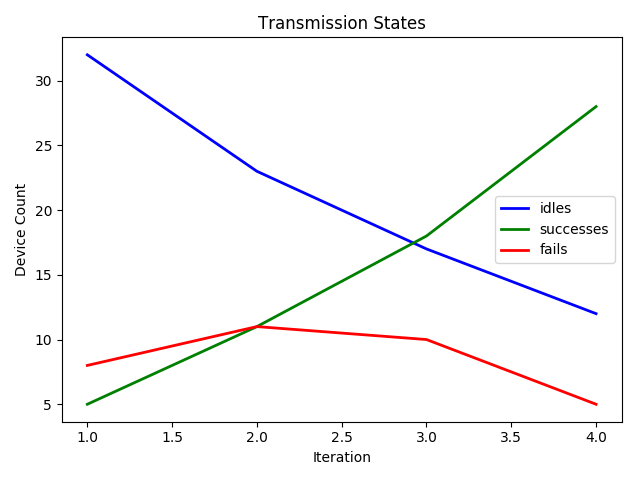 Transmission States
Device Count
30
25
20
15
10
5
idles
successes
fails
1.0 1.5 2.0 2.5 3.0 3.5 4.0
Iteration